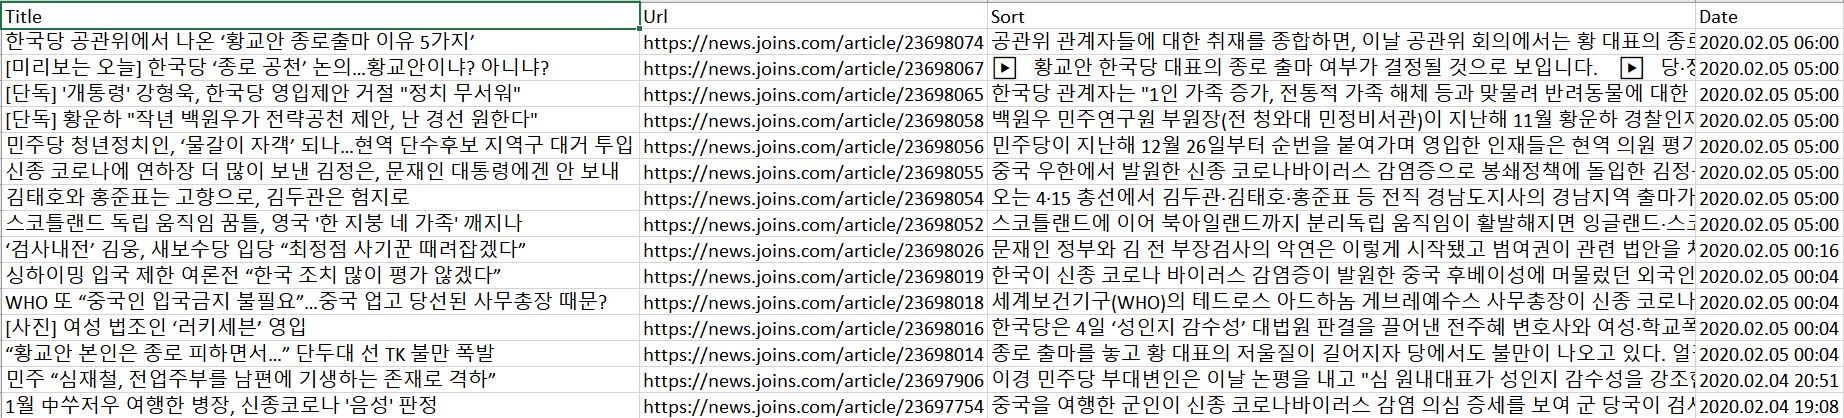 Title Url Sort Date
한국당 공관위에서 나온 ‘황교안 종로출마 이유 5가지’ https://news.joins.com/article/23698074 공관위 관계자들에 대한 취재를 종합하면, 이날 공관위 회의에서는 황 대표의 종로 2020.02.05 06:00
[미리보는 오늘] 한국당 ‘종로 공천’ 논의…황교안이냐? 아니냐? https://news.joins.com/article/23698067 ▶ 황교안 한국당 대표의 종로 출마 여부가 결정될 것으로 보입니다. ▶ 당·정 2020.02.05 05:00
[단독] '개통령' 강형욱, 한국당 영입제안 거절 "정치 무서워" https://news.joins.com/article/23698065 한국당 관계자는 "1인 가족 증가, 전통적 가족 해체 등과 맞물려 반려동물에 대한 2020.02.05 05:00
[단독] 황운하 "작년 백원우가 전략공천 제안, 난 경선 원한다" https://news.joins.com/article/23698058 백원우 민주연구원 부원장(전 청와대 민정비서관)이 지난해 11월 황운하 경찰인재 2020.02.05 05:00
민주당 청년정치인, ‘물갈이 자객’ 되나…현역 단수후보 지역구 대거 투입 https://news.joins.com/article/23698056 민주당이 지난해 12월 26일부터 순번을 붙여가며 영입한 인재들은 현역 의원 평가 2020.02.05 05:00
신종 코로나에 연하장 더 많이 보낸 김정은, 문재인 대통령에겐 안 보내 https://news.joins.com/article/23698055 중국 우한에서 발원한 신종 코로나바이러스 감염증으로 봉쇄정책에 돌입한 김정은 2020.02.05 05:00
김태호와 홍준표는 고향으로, 김두관은 험지로 https://news.joins.com/article/23698054 오는 4·15 총선에서 김두관·김태호·홍준표 등 전직 경남도지사의 경남지역 출마가 2020.02.05 05:00
스코틀랜드 독립 움직임 꿈틀, 영국 '한 지붕 네 가족' 깨지나 https://news.joins.com/article/23698052 스코틀랜드에 이어 북아일랜드까지 분리독립 움직임이 활발해지면 잉글랜드·스코 2020.02.05 05:00
‘검사내전’ 김웅, 새보수당 입당 “최정점 사기꾼 때려잡겠다” https://news.joins.com/article/23698026 문재인 정부와 김 전 부장검사의 악연은 이렇게 시작됐고 범여권이 관련 법안을 2020.02.05 00:16
싱하이밍 입국 제한 여론전 “한국 조치 많이 평가 않겠다” https://news.joins.com/article/23698019 한국이 신종 코로나 바이러스 감염증이 발원한 중국 후베이성에 머물렀던 외국인 2020.02.05 00:04
WHO 또 “중국인 입국금지 불필요”…중국 업고 당선된 사무총장 때문? https://news.joins.com/article/23698018 세계보건기구(WHO)의 테드로스 아드하놈 게브레예수스 사무총장이 신종 코로나 2020.02.05 00:04
[사진] 여성 법조인 ‘러키세븐’ 영입 https://news.joins.com/article/23698016 한국당은 4일 ‘성인지 감수성’ 대법원 판결을 끌어낸 전주혜 변호사와 여성·학교폭 2020.02.05 00:04
“황교안 본인은 종로 피하면서…” 단두대 선 TK 불만 폭발 https://news.joins.com/article/23698014 종로 출마를 놓고 황 대표의 저울질이 길어지자 당에서도 불만이 나오고 있다. 2020.02.05 00:04
민주 “심재철, 전업주부를 남편에 기생하는 존재로 격하” https://news.joins.com/article/23697906 이경 민주당 부대변인은 이날 논평을 내고 "심 원내대표가 성인지 감수성을 강조 2020.02.04 20:51
1월 中쑤저우 여행한 병장, 신종코로나 '음성' 판정 https://news.joins.com/article/23697754 중국을 여행한 군인이 신종 코로나바이러스 감염 의심 증세를 보여 군 당국이 검사 2020.02.04 19:08